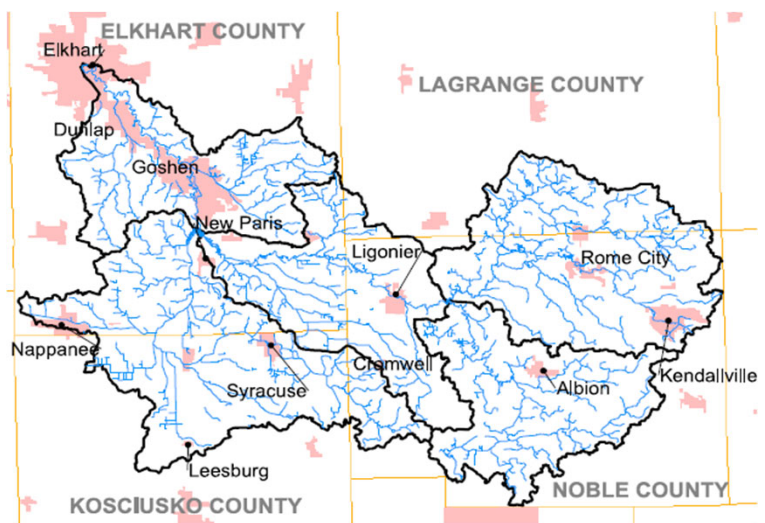 ELKHART COUNTY
Elkhart
LAGRANGE COUNTY
Dunlap
Goshen
New Paris
Ligonier
Rome City
Nappanee
Cromwell
Kendallville
Syracuse
Albion
Leesburg
NOBLE COUNTY
KOSCIUSKO COUNTY